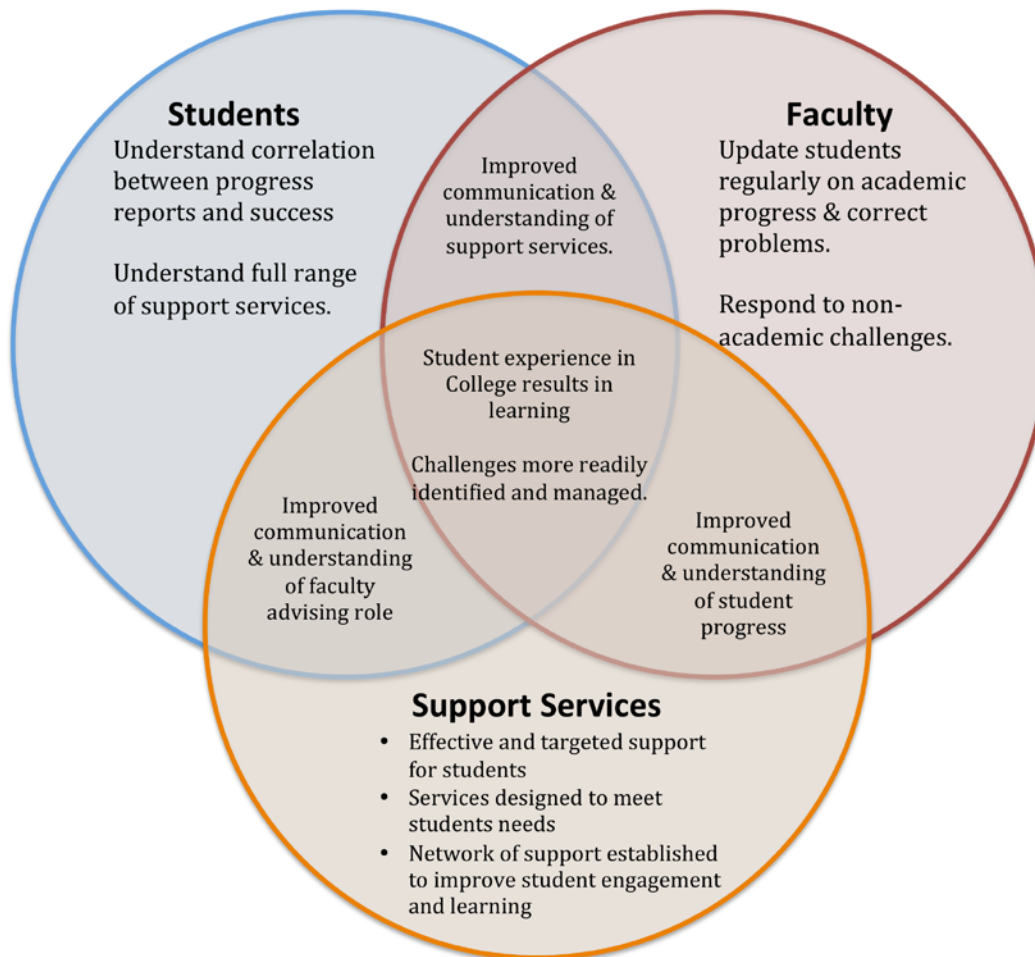 Students
Understand correlation
between progress
reports and success
Understand full range
of support services.
Improved
communication &
understanding of
support services.
Faculty
Update students
regularly on academic
progress & correct
problems.
Respond to non-
academic challenges.
Student experience in
College results in
learning
Challenges more readily
identified and managed.
Improved
communication
& understanding
of faculty
advising role
Improved
communication
& understanding
of student
progress
Support Services
• Effective and targeted support
for students
• Services designed to meet
students needs
• Network of support established
to improve student engagement
and learning